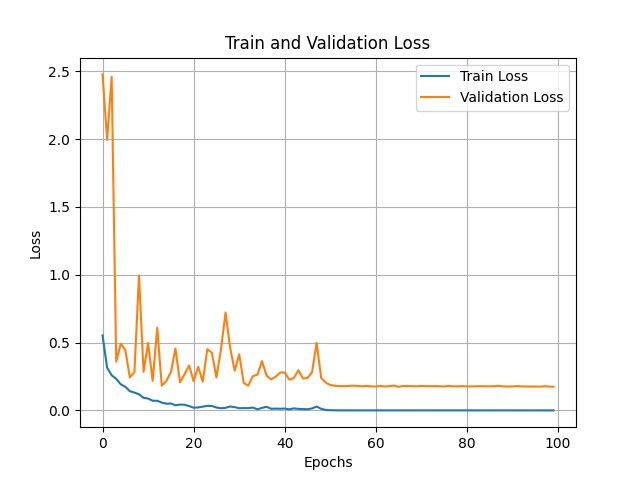 Train and Validation Loss
Train Loss
Validation Loss
2.5
2.0
1.5
1.0
0.5
0.0
Loss
0 20 40 60 80 100
Epochs